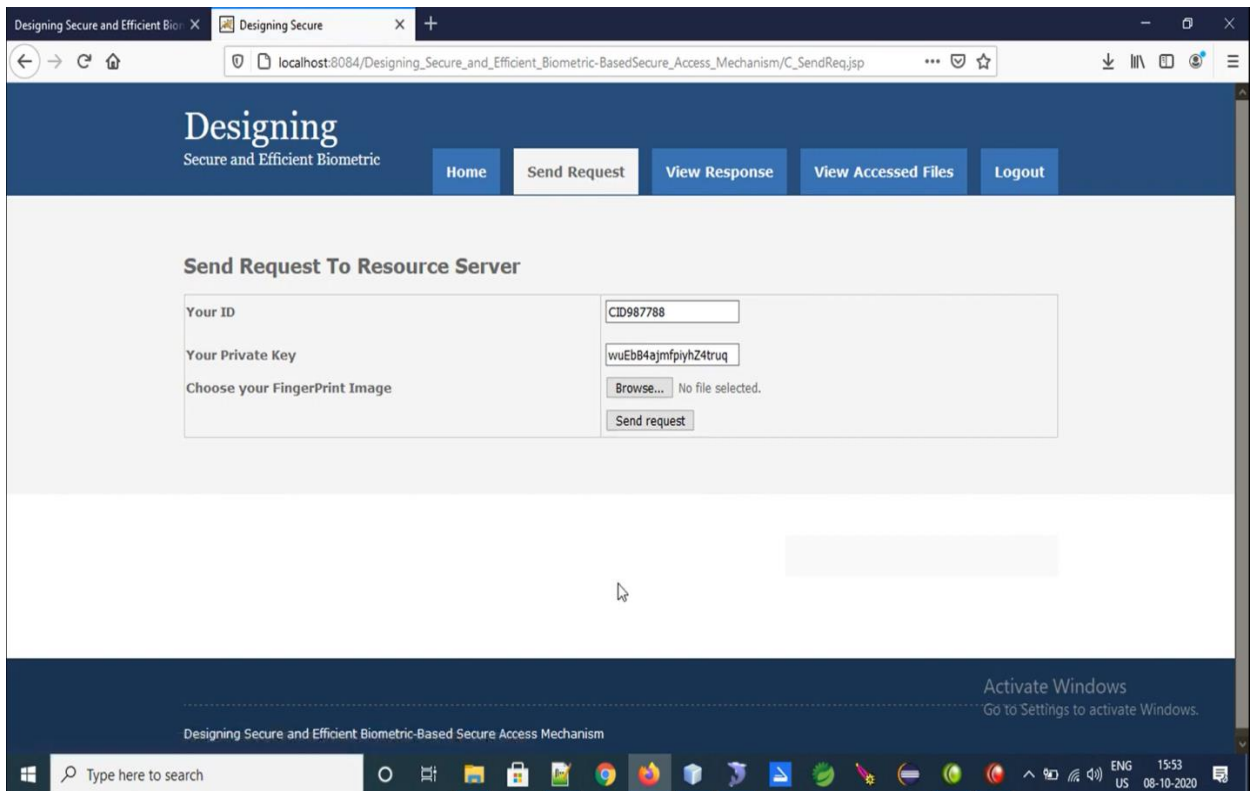 Designing Secure and Efficient Bior
Designing Secure
localhost:8084/Designing_Secure_and_Efficient_Biometric-BasedSecure_Access_Mechanism/C_SendReq.jsp
Designing
Secure and Efficient Biometric
Home
Send Request
View Response
View Accessed Files
Logout
Send Request To Resource Server
Your ID
CID987788
Your Private Key
wuEbB4ajmfpiyhZ4truq
Choose your FingerPrint Image
Browse... No file selected.
Send request
Activate Windows
Go to Settings to activate Windows.
Designing Secure and Efficient Biometric-Based Secure Access Mechanism
Type here to search
ENG
US
15:53
08-10-2020